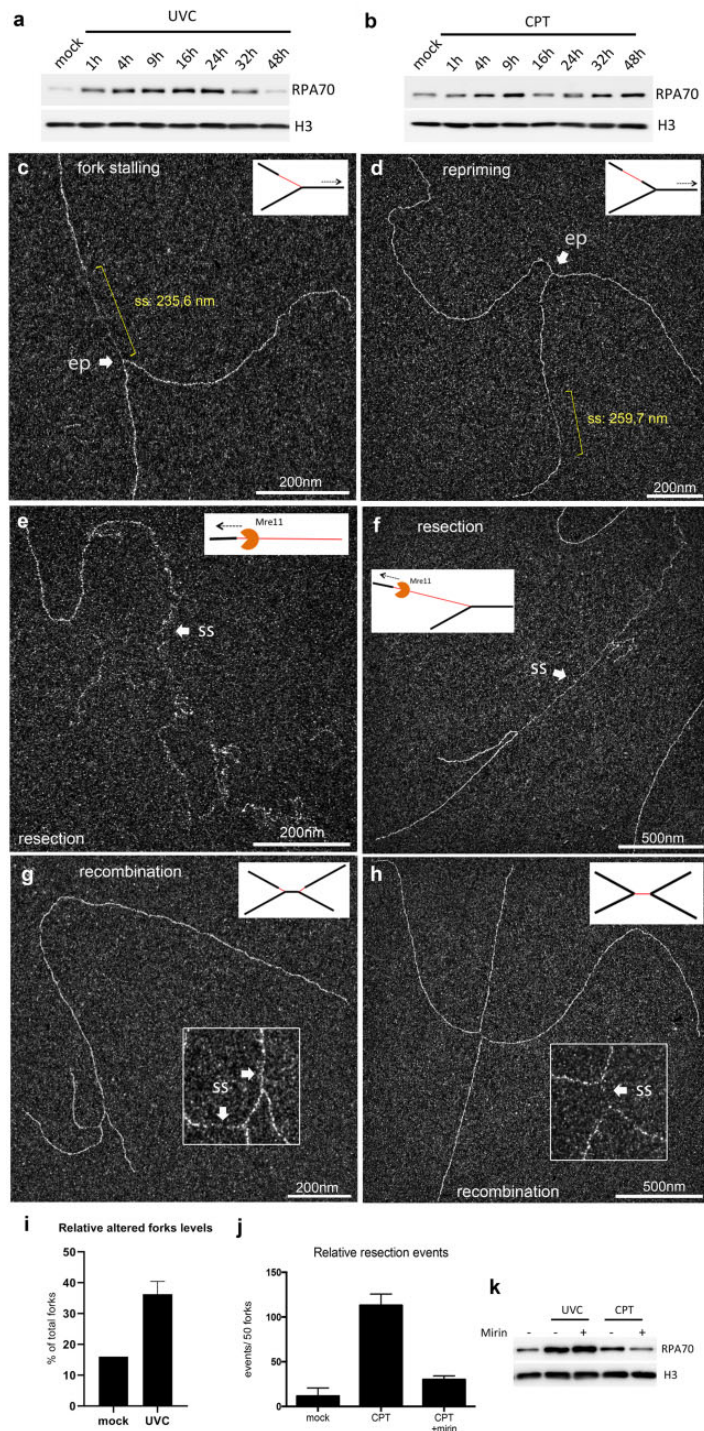 a
UVC
mock 1h 4h 9h 16h 24h 32h 48h
RPA70
H3
b
CPT
mock 1h 4h 9h 16h 24h 32h 48h
RPA70
H3
c
fork stalling
ss: 235,6 nm
ep
200nm
d
repriming
ep
ss: 259,7 nm
200nm
e
Mre11
ss
resection
200nm
f
resection
Mre11
ss
500nm
g
recombination
ss
200nm
h
ss
recombination
500nm
i
Relative altered forks levels
% of total forks
50
40
30
20
10
0
mock UVC
j
Relative resection events
events/ 50 forks
150
100
50
0
mock CPT CPT
+mirin
k
UVC CPT
Mirin - - + - +
RPA70
H3